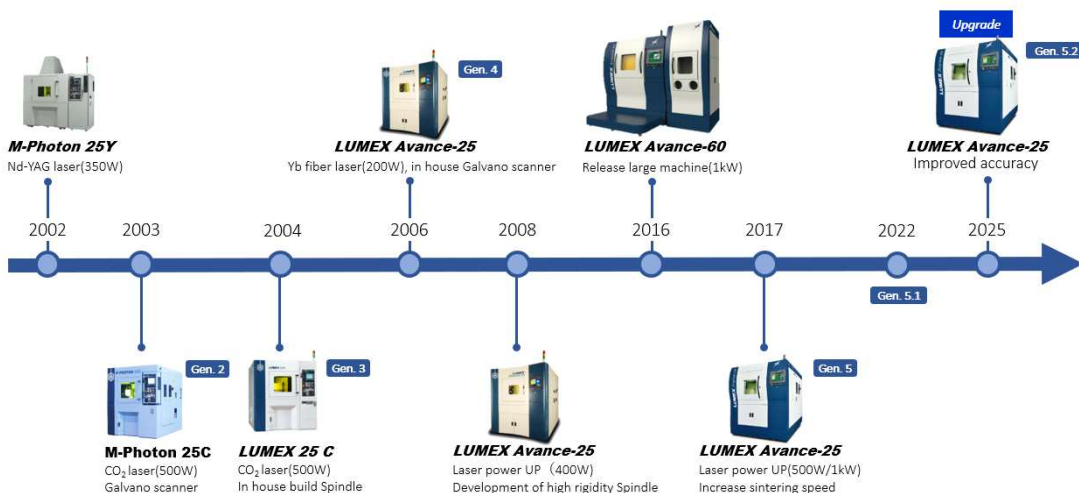 Upgrade
Gen. 4
Gen. 5.2
M-Photon 25Y
Nd-YAG laser(350W)
LUMEX Avance-25
Yb fiber laser(200W), in house Galvano scanner
LUMEX Avance-60
Release large machine(1kW)
LUMEX Avance-25
Improved accuracy
2002
2003
2004
2006
2008
2016
2017
2022
2025
Gen. 5.1
Gen. 2
M-Photon 25C
CO₂ laser(500W)
Galvano scanner
Gen. 3
LUMEX 25 C
CO₂ laser(500W)
In house build Spindle
LUMEX Avance-25
Laser power UP （400W）
Development of high rigidity Spindle
Gen. 5
LUMEX Avance-25
Laser power UP(500W/1kW)
Increase sintering speed